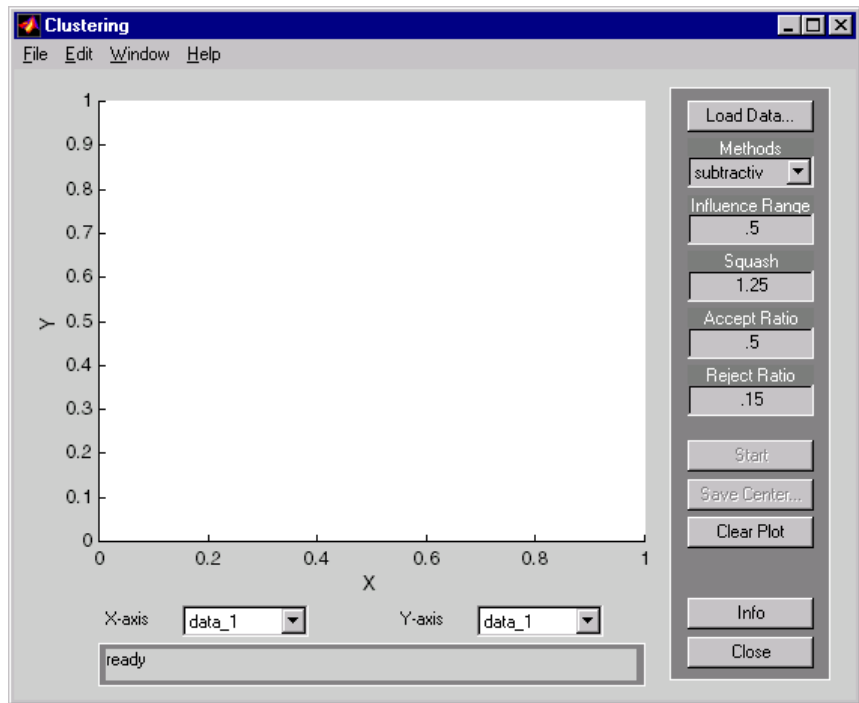 Clustering
File Edit Window Help
1
0.9
0.8
0.7
0.6
0.5
0.4
0.3
0.2
0.1
0
Y
0 0.2 0.4 0.6 0.8 1
X
X-axis data_1 Y-axis data_1
ready
Load Data...
Methods
subtractiv
Influence Range
.5
Squash
1.25
Accept Ratio
.5
Reject Ratio
.15
Start
Save Center...
Clear Plot
Info
Close